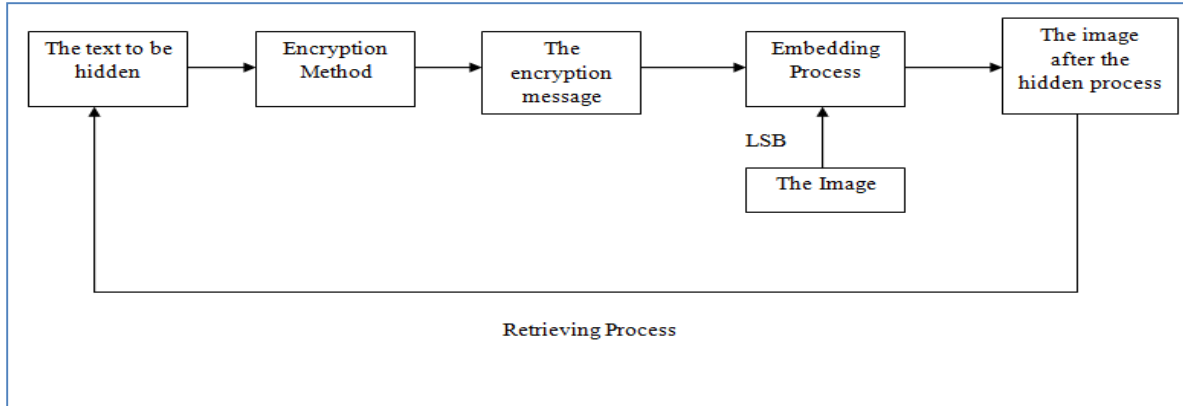 The text to be
hidden
Encryption
Method
The
encryption
message
Embedding
Process
The image
after the
hidden process
LSB
The Image
Retrieving Process